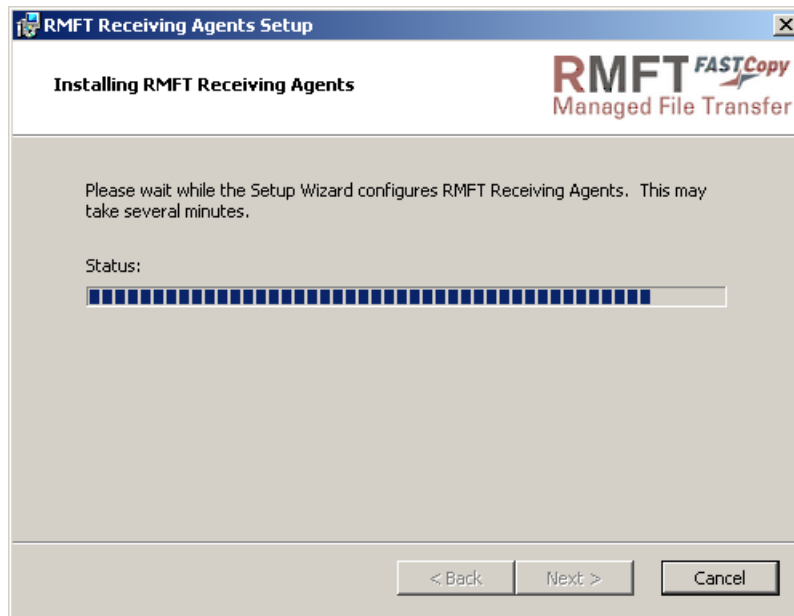 RMFT Receiving Agents Setup
Installing RMFT Receiving Agents
RMFT FASTCopy
Managed File Transfer
Please wait while the Setup Wizard configures RMFT Receiving Agents. This may
take several minutes.
Status:
< Back Next > Cancel